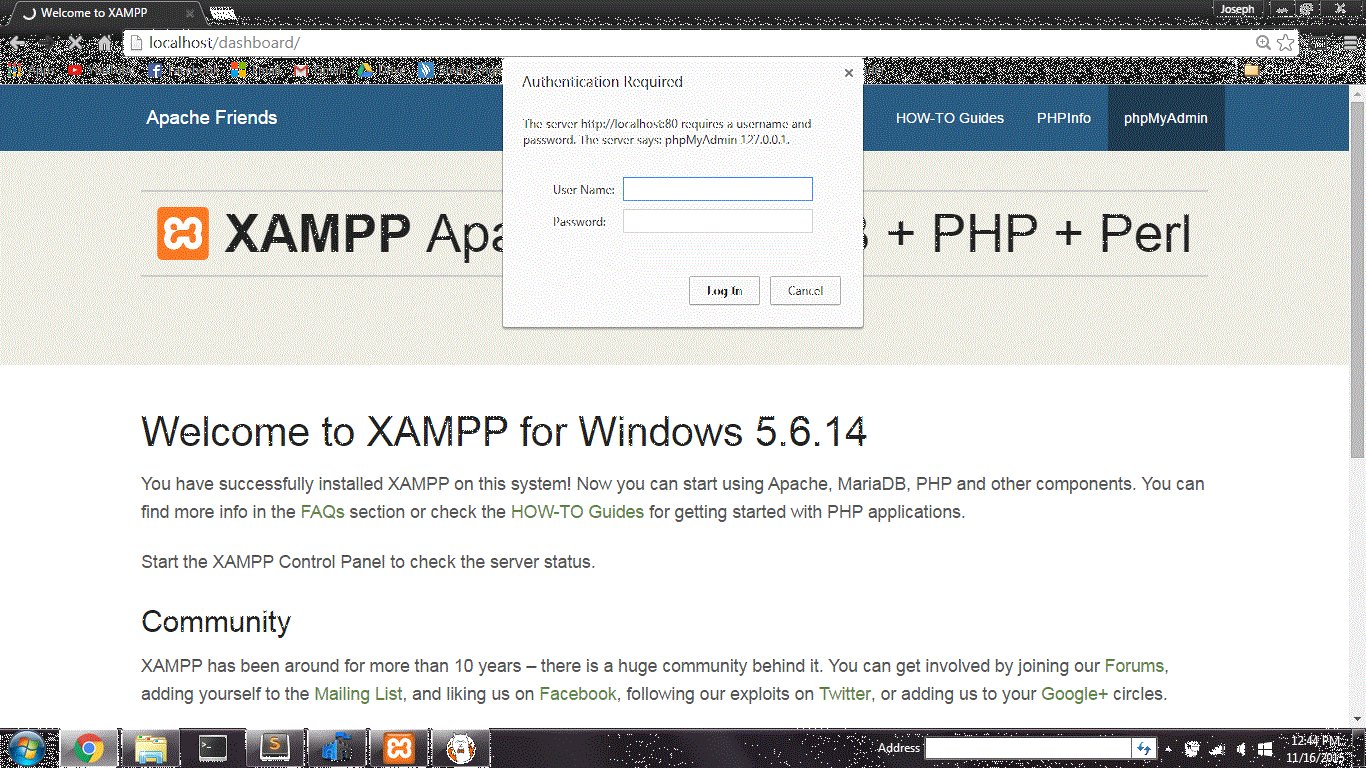 Welcome to XAMPP
Joseph
localhost/dashboard/
Authentication Required
The server http://localhost:80 requires a username and
password. The server says: phpMyAdmin 127.0.0.1.
User Name:
Password:
Log In
Cancel
Apache Friends
HOW-TO Guides
PHPInfo
phpMyAdmin
XAMPP Apa
+ PHP + Perl
Welcome to XAMPP for Windows 5.6.14
You have successfully installed XAMPP on this system! Now you can start using Apache, MariaDB, PHP and other components. You can
find more info in the FAQs section or check the HOW-TO Guides for getting started with PHP applications.
Start the XAMPP Control Panel to check the server status.
Community
XAMPP has been around for more than 10 years – there is a huge community behind it. You can get involved by joining our Forums,
adding yourself to the Mailing List, and liking us on Facebook, following our exploits on Twitter, or adding us to your Google+ circles.
Address
12:44 PM